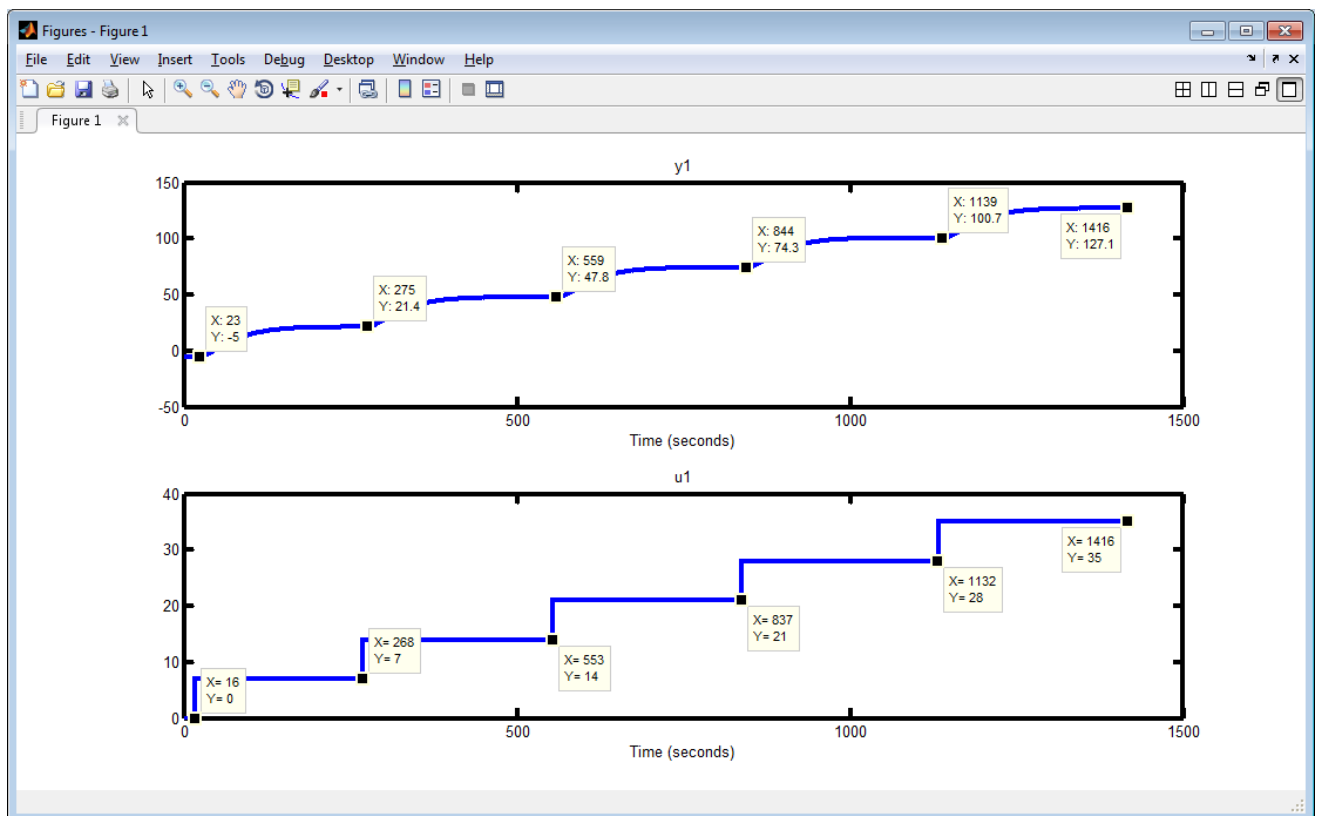 Figures - Figure 1
File Edit View Insert Tools Debug Desktop Window Help
Figure 1
y1
150
100
50
0
-50
X: 23
Y: -5
X: 275
Y: 21.4
X: 559
Y: 47.8
X: 844
Y: 74.3
X: 1139
Y: 100.7
X: 1416
Y: 127.1
0 500 1000 1500
Time (seconds)
u1
40
30
20
10
0
X= 16
Y= 0
X= 268
Y= 7
X= 553
Y= 14
X= 837
Y= 21
X= 1132
Y= 28
X= 1416
Y= 35
0 500 1000 1500
Time (seconds)